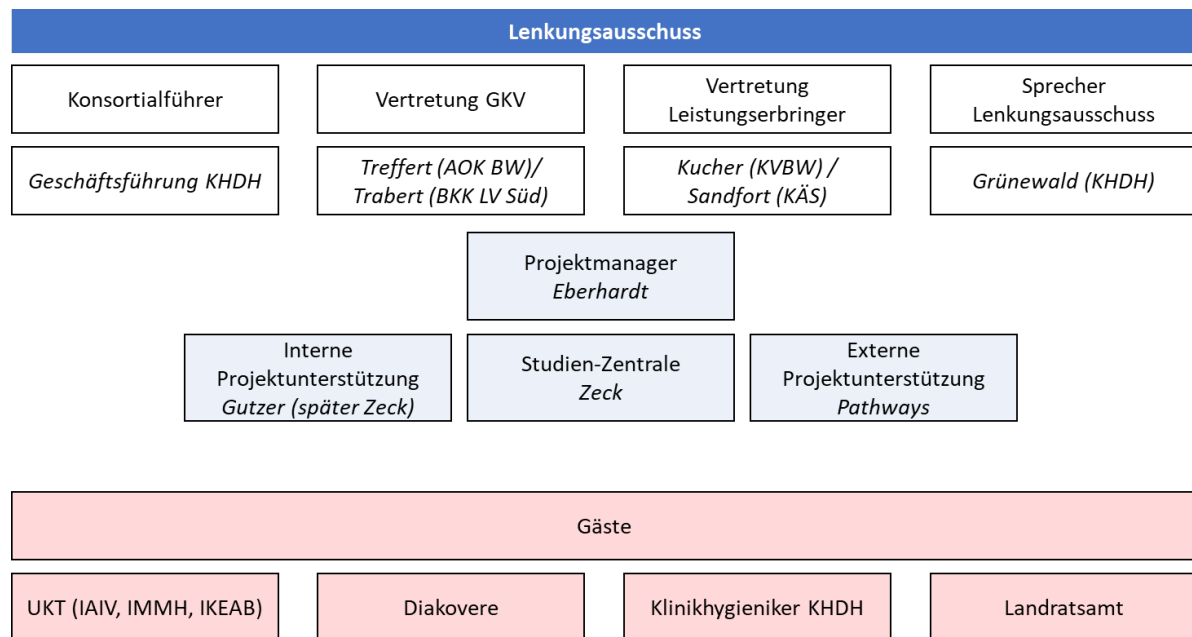 Lenkungsausschuss
Konsortialführer
Vertretung GKV
Vertretung
Leistungserbringer
Sprecher
Lenkungsausschuss
Geschäftsführung KHDH
Treffert (AOK BW)/
Trabert (BKK LV Süd)
Kucher (KVBW) /
Sandfort (KÄS)
Grünewald (KHDH)
Projektmanager
Eberhardt
Interne
Projektunterstützung
Gutzer (später Zeck)
Studien-Zentrale
Zeck
Externe
Projektunterstützung
Pathways
Gäste
UKT (IAIV, IMMH, IKEAB)
Diakovere
Klinikhygieniker KHDH
Landratsamt